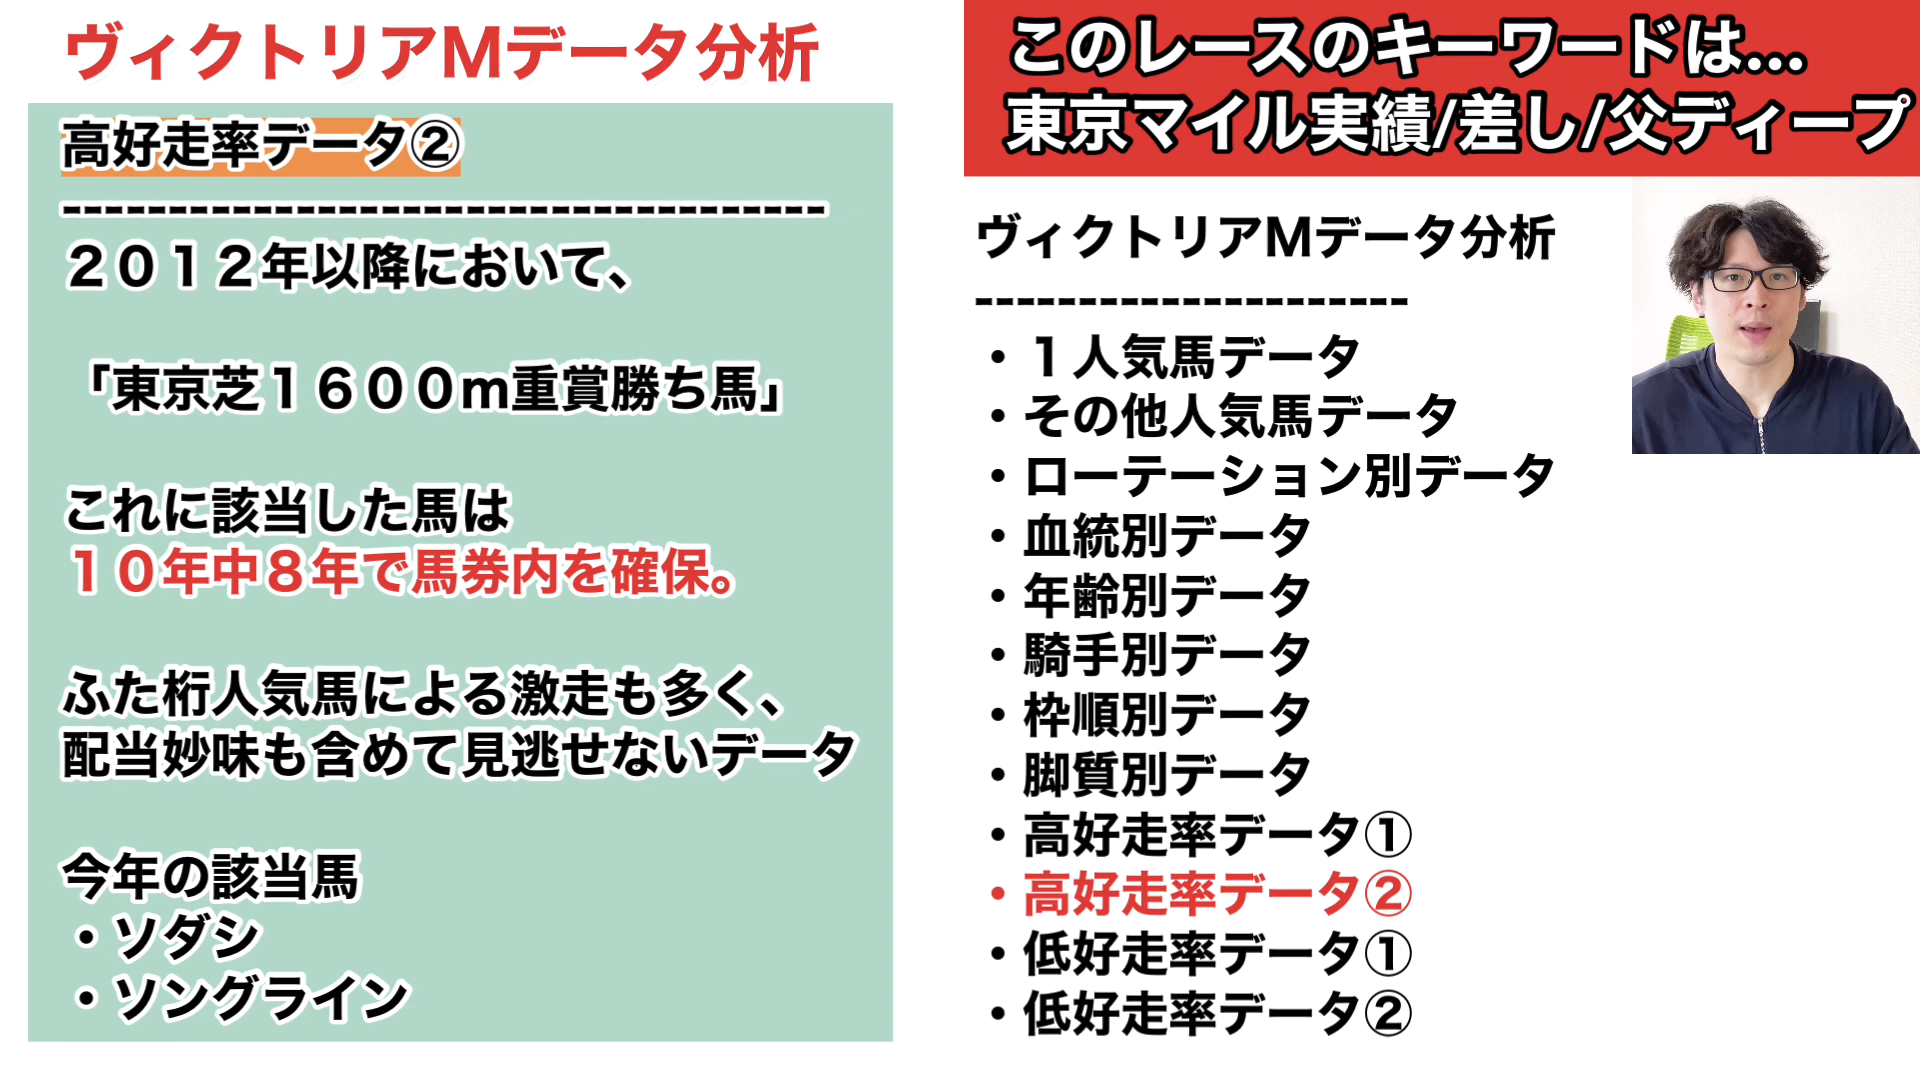 ヴィクトリアMデータ分析
高好走率データ②
-------------------------------------
２０１２年以降において、
「東京芝１６００m重賞勝ち馬」
これに該当した馬は
１０年中８年で馬券内を確保。
ふた桁人気馬による激走も多く、
配当妙味も含めて見逃せないデータ
今年の該当馬
・ソダシ
・ソングライン
このレースのキーワードは...
東京マイル実績/差し/父ディープ
ヴィクトリアMデータ分析
---------------------
・１人気馬データ
・その他人気馬データ
・ローテーション別データ
・血統別データ
・年齢別データ
・騎手別データ
・枠順別データ
・脚質別データ
・高好走率データ①
・高好走率データ②
・低好走率データ①
・低好走率データ②